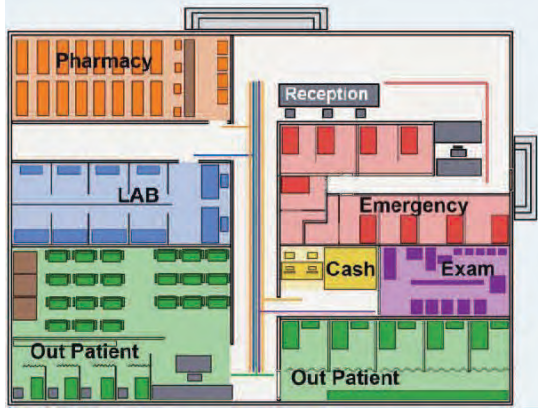 Pharmacy
Reception
LAB
Emergency
Cash
Exam
Out Patient
Out Patient